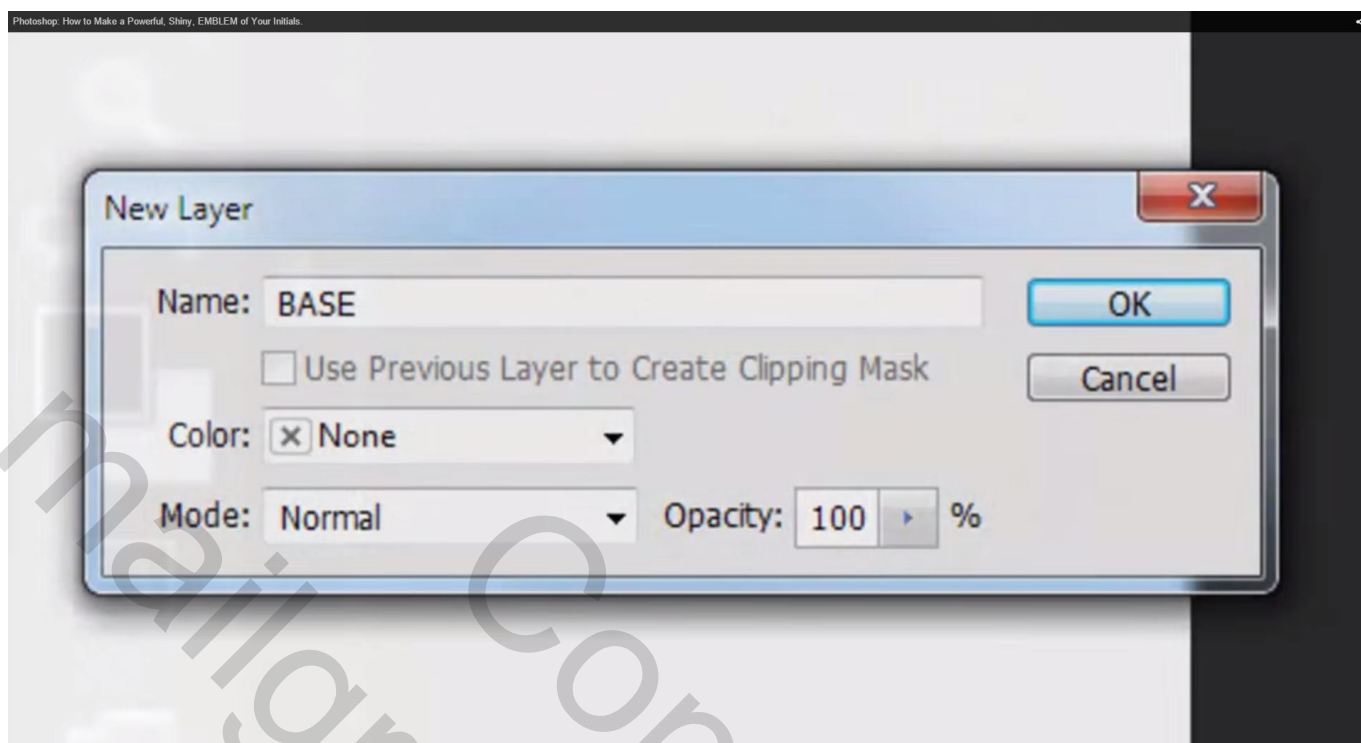 Photoshop: How to Make a Powerful, Shiny, EMBLEM of Your Initials.
New Layer
Name: BASE
OK
Use Previous Layer to Create Clipping Mask
Cancel
Color: None
Mode: Normal Opacity: 100 %